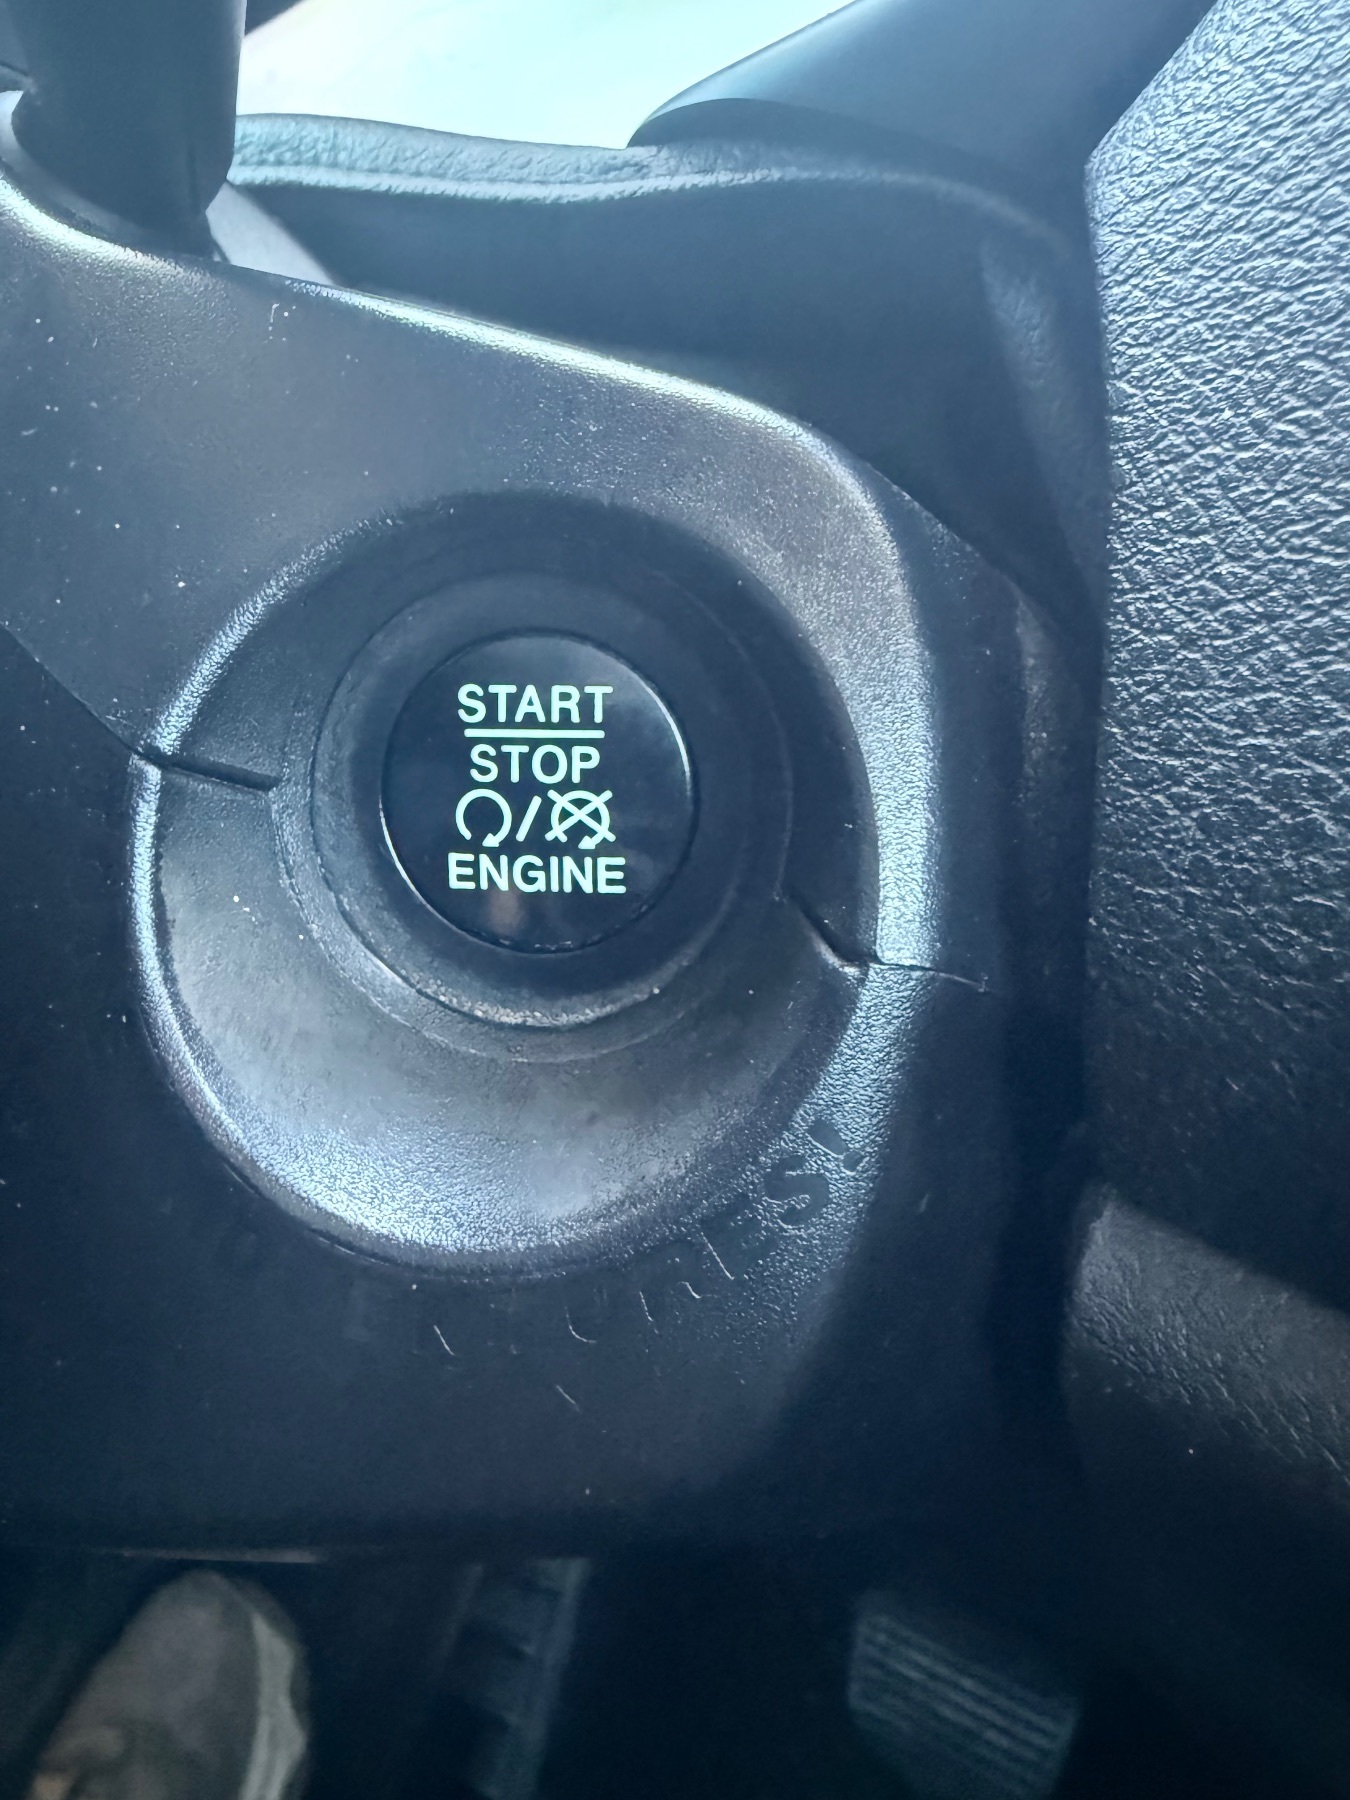 START
STOP
/
ENGINE